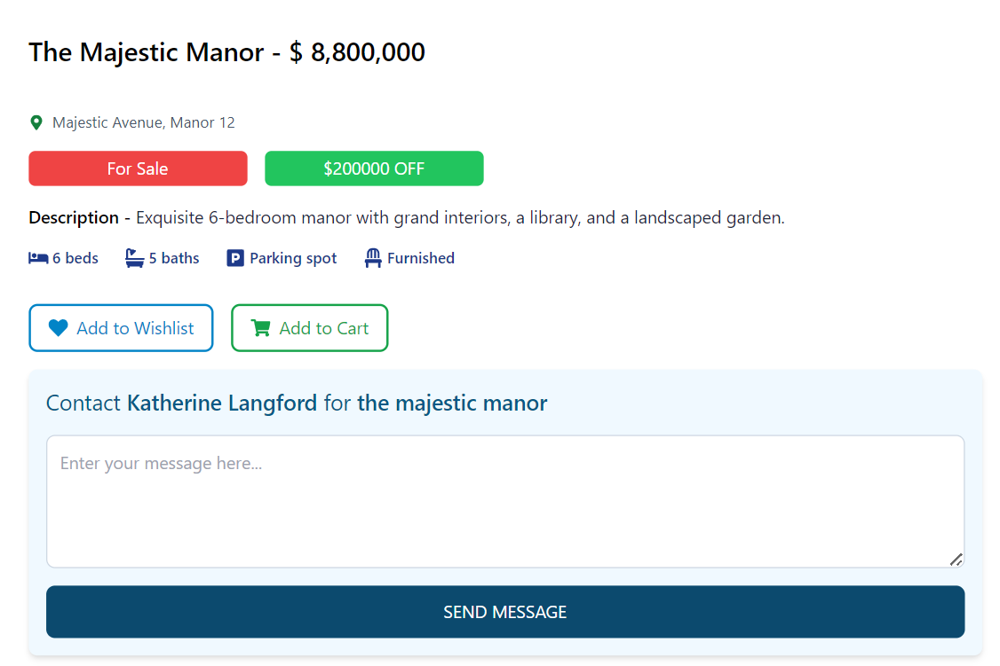 The Majestic Manor - $ 8,800,000
Majestic Avenue, Manor 12
For Sale
$200000 OFF
Description - Exquisite 6-bedroom manor with grand interiors, a library, and a landscaped garden.
6 beds 5 baths P Parking spot Furnished
Add to Wishlist Add to Cart
Contact Katherine Langford for the majestic manor
Enter your message here...
SEND MESSAGE